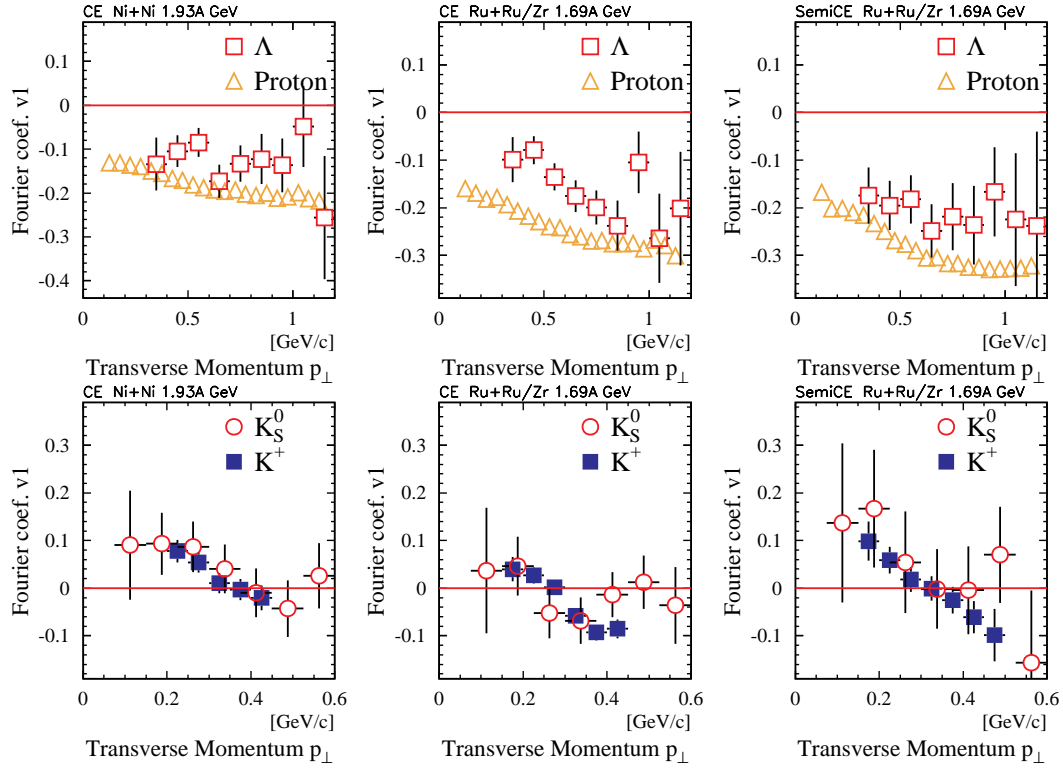 CE Ni+Ni 1.93A GeV
Λ
Proton
Fourier coef. v1
0.1
0
-0.1
-0.2
-0.3
-0.4
0
0.5
1
[GeV/c]
Transverse Momentum p⊥
CE Ru+Ru/Zr 1.69A GeV
Λ
Proton
Fourier coef. v1
0.1
0
-0.1
-0.2
-0.3
0
0.5
1
[GeV/c]
Transverse Momentum p⊥
SemiCE Ru+Ru/Zr 1.69A GeV
Λ
Proton
Fourier coef. v1
0.1
0
-0.1
-0.2
-0.3
0
0.5
1
[GeV/c]
Transverse Momentum p⊥
CE Ni+Ni 1.93A GeV
K⁰S
K⁺
Fourier coef. v1
0.3
0.2
0.1
0
-0.1
0
0.2
0.4
0.6
[GeV/c]
Transverse Momentum p⊥
CE Ru+Ru/Zr 1.69A GeV
K⁰S
K⁺
Fourier coef. v1
0.3
0.2
0.1
0
-0.1
0
0.2
0.4
0.6
[GeV/c]
Transverse Momentum p⊥
SemiCE Ru+Ru/Zr 1.69A GeV
K⁰S
K⁺
Fourier coef. v1
0.3
0.2
0.1
0
-0.1
0
0.2
0.4
0.6
[GeV/c]
Transverse Momentum p⊥